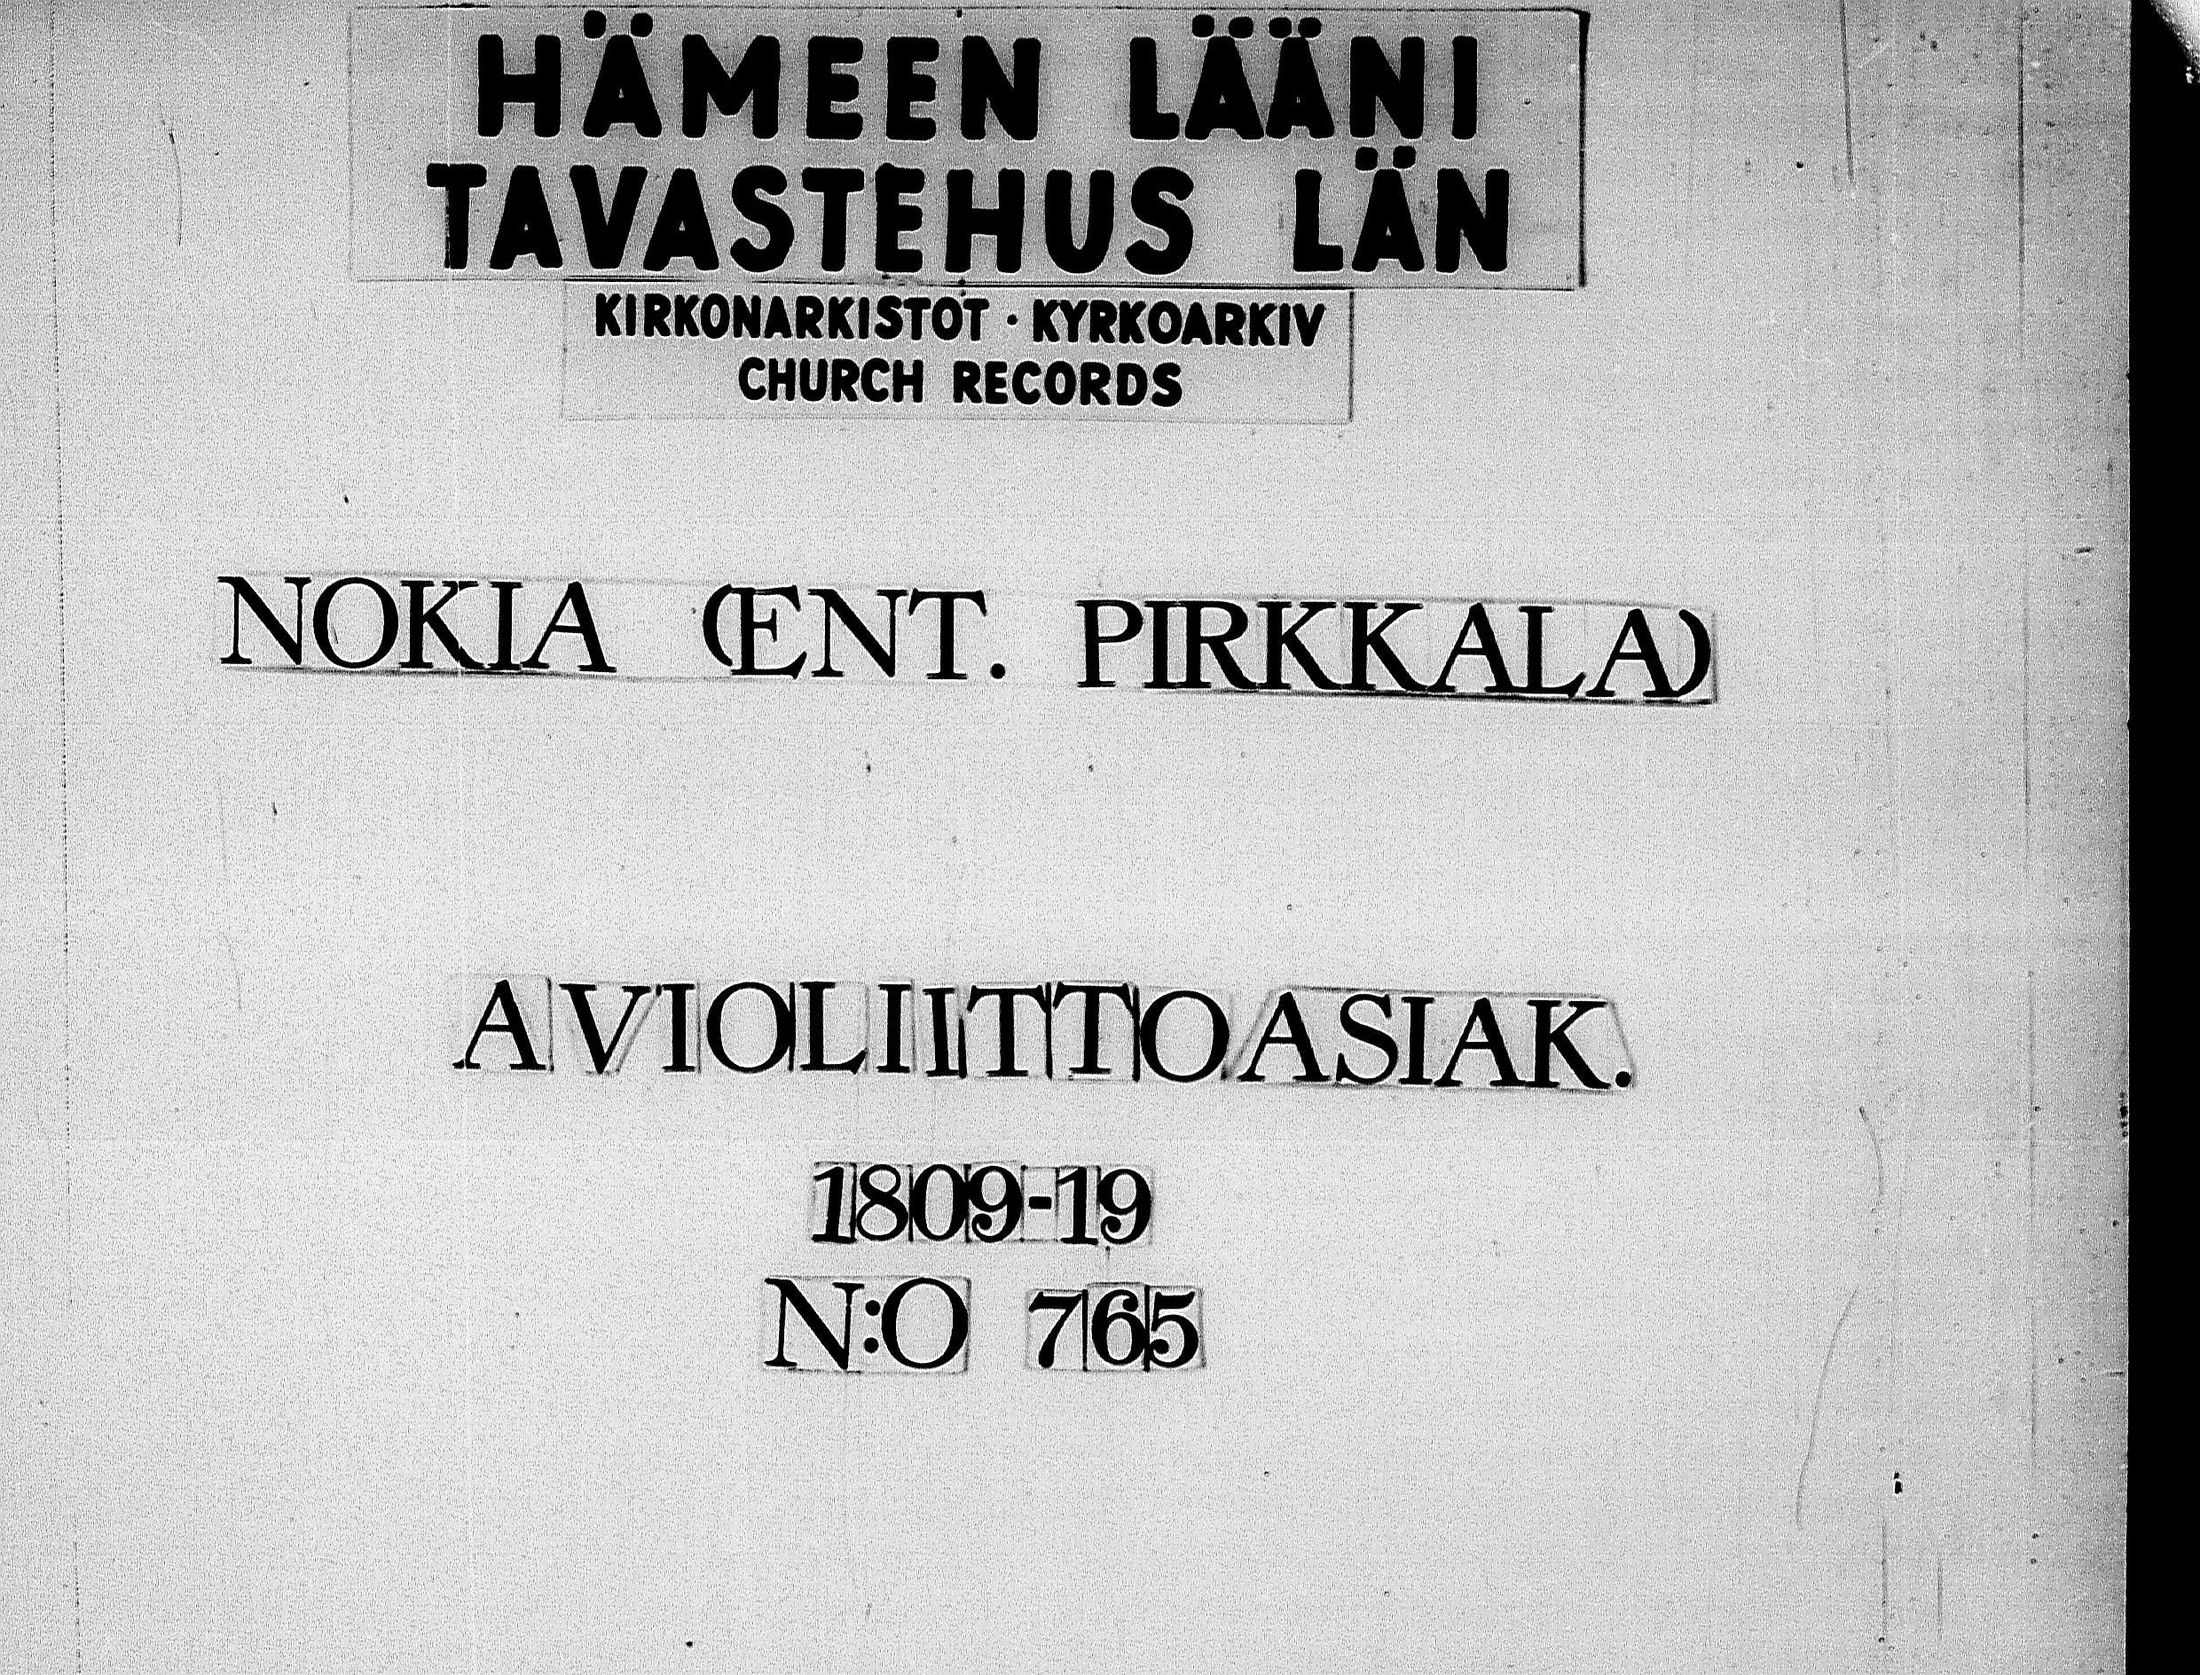 HÄMEEN LÄÄNI
TAVASTEHUS LÄN
KIRKONARKISTOT · KYRKOARKIV
CHURCH RECORDS
NOKIA (ENT. PIRKKALA)
AVIOLIITTOASIAK.
1809-19
N:O 765